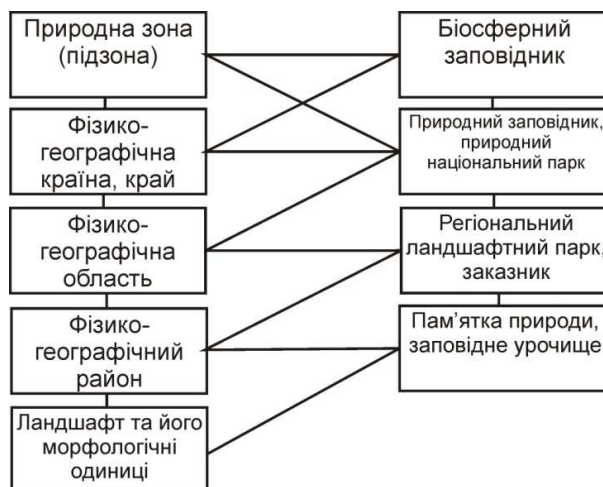 Природна зона
(підзона)
Фізико-
географічна
країна, край
Фізико-
географічна
область
Фізико-
географічний
район
Ландшафт та його
морфологічні
одиниці
Біосферний
заповідник
Природний заповідник,
природний
національний парк
Регіональний
ландшафтний парк,
заказник
Пам’ятка природи,
заповідне урочище